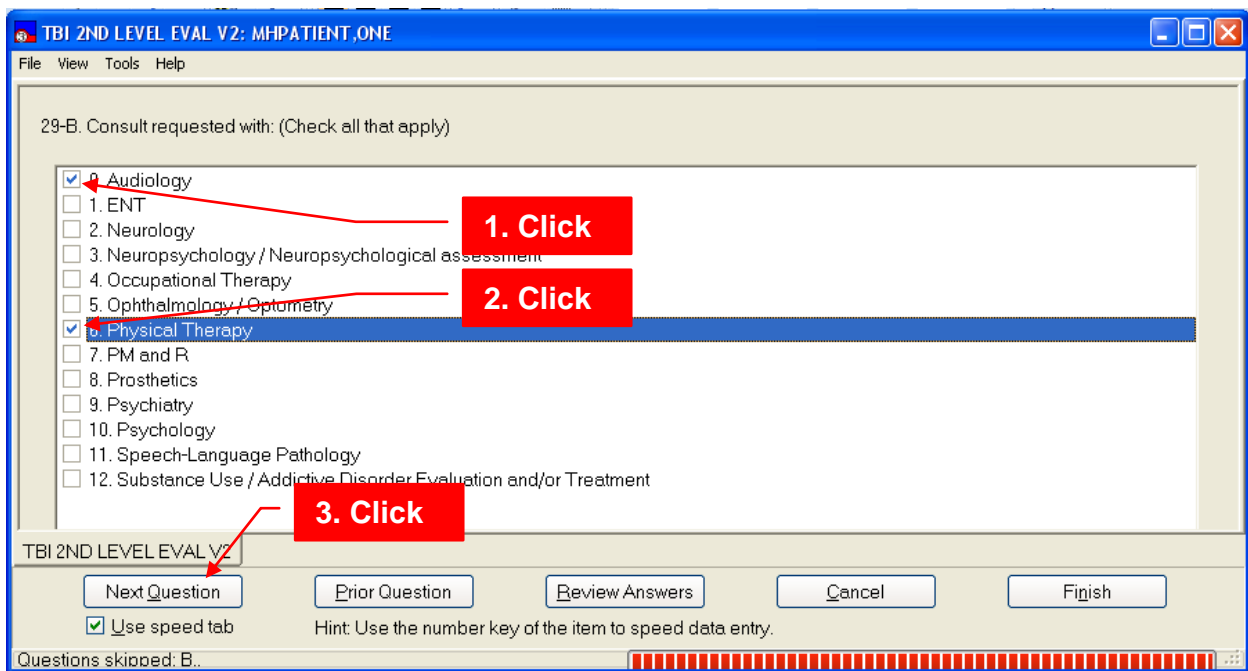 TBI 2ND LEVEL EVAL V2: MHPATIENT,ONE
File View Tools Help
29-B. Consult requested with: (Check all that apply)
0. Audiology
1. ENT
1. Click
2. Neurology
3. Neuropsychology / Neuropsychological assessment
4. Occupational Therapy
2. Click
5. Ophthalmology / Optometry
6. Physical Therapy
7. PM and R
8. Prosthetics
9. Psychiatry
10. Psychology
11. Speech-Language Pathology
12. Substance Use / Addictive Disorder Evaluation and/or Treatment
3. Click
TBI 2ND LEVEL EVAL V2
Next Question Prior Question Review Answers Cancel Finish
Use speed tab Hint: Use the number key of the item to speed data entry.
Questions skipped: B..